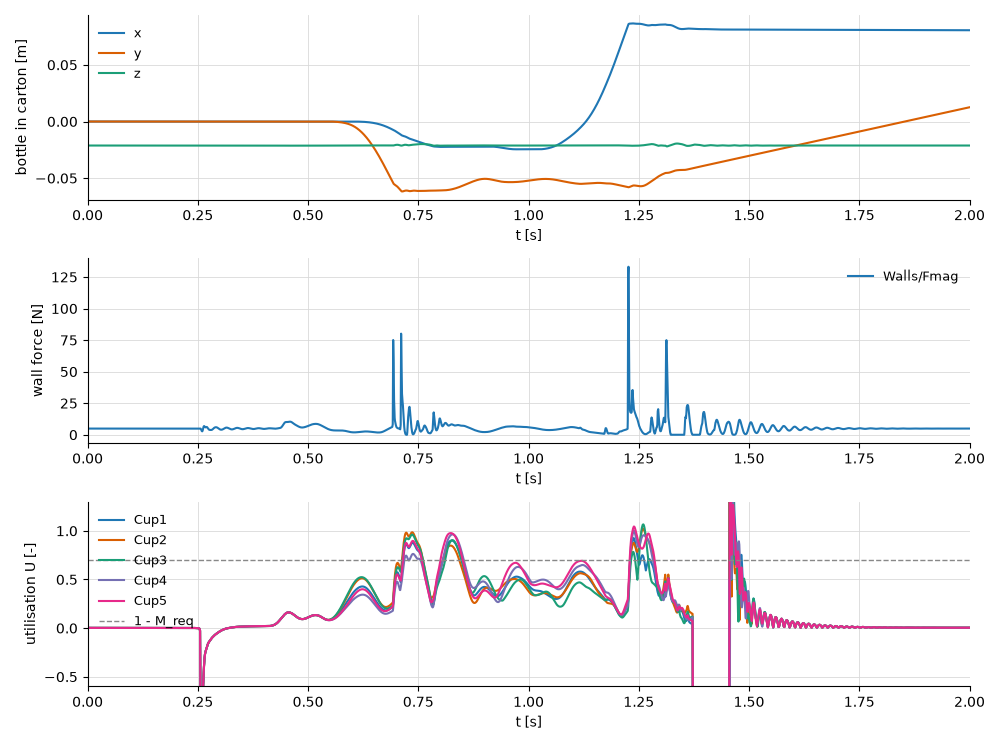 bottle in carton [m]
x
y
z
0.05
0.00
−0.05
0.00 0.25 0.50 0.75 1.00 1.25 1.50 1.75 2.00
t [s]
wall force [N]
Walls/Fmag
125
100
75
50
25
0
0.00 0.25 0.50 0.75 1.00 1.25 1.50 1.75 2.00
t [s]
utilisation U [-]
Cup1
Cup2
Cup3
Cup4
Cup5
1 - M_req
1.0
0.5
0.0
−0.5
0.00 0.25 0.50 0.75 1.00 1.25 1.50 1.75 2.00
t [s]